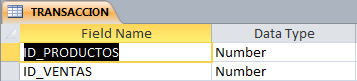 TRANSACCION
Field Name Data Type
ID_PRODUCTOS Number
ID_VENTAS Number